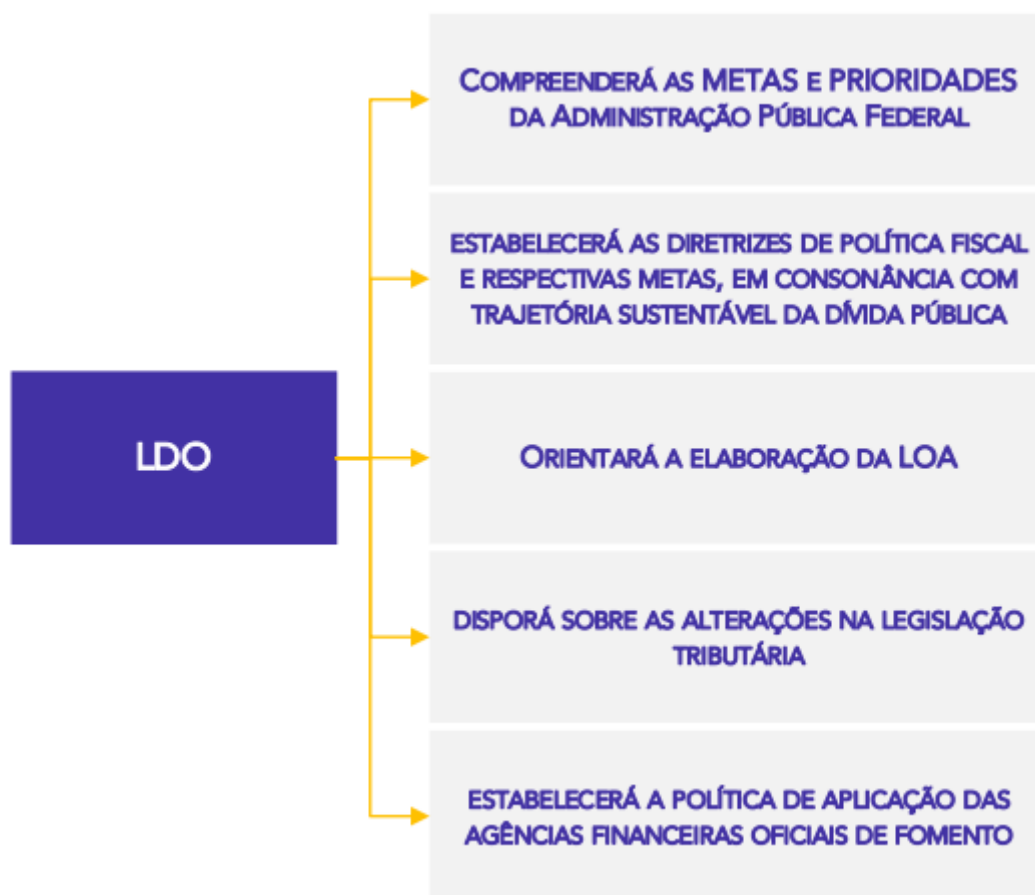 COMPREENDERÁ AS METAS E PRIORIDADES
DA ADMINISTRAÇÃO PÚBLICA FEDERAL
ESTABELECERÁ AS DIRETRIZES DE POLÍTICA FISCAL
E RESPECTIVAS METAS, EM CONSONÂNCIA COM
TRAJETÓRIA SUSTENTÁVEL DA DÍVIDA PÚBLICA
LDO
ORIENTARÁ A ELABORAÇÃO DA LOA
DISPORÁ SOBRE AS ALTERAÇÕES NA LEGISLAÇÃO
TRIBUTÁRIA
ESTABELECERÁ A POLÍTICA DE APLICAÇÃO DAS
AGÊNCIAS FINANCEIRAS OFICIAIS DE FOMENTO